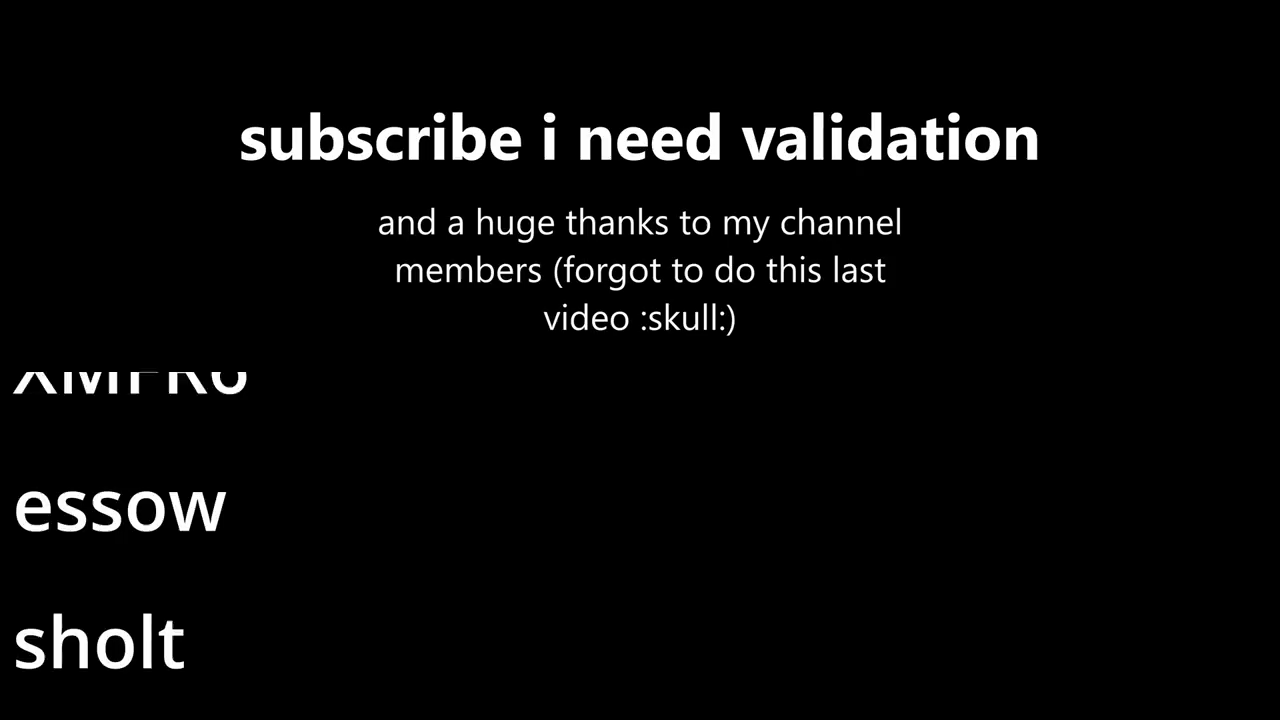 subscribe i need validation
and a huge thanks to my channel
members (forgot to do this last
video :skull:)
essow
sholt